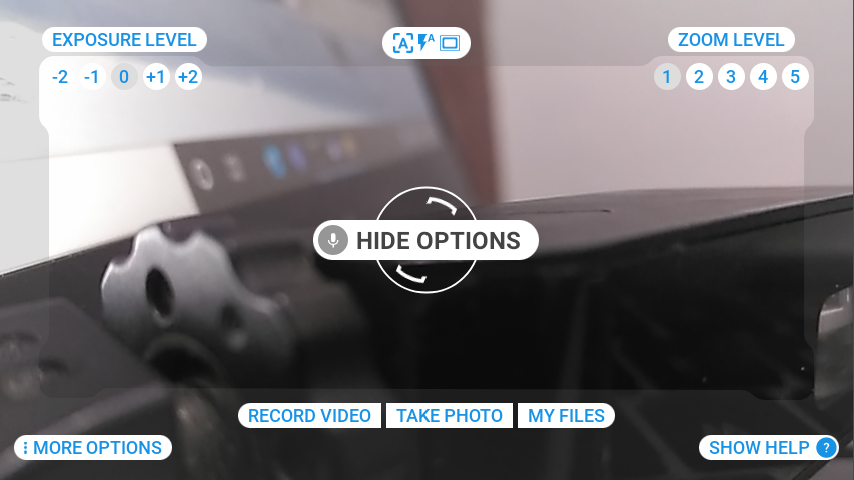 EXPOSURE LEVEL
A A
ZOOM LEVEL
-2 -1 0 +1 +2
1 2 3 4 5
HIDE OPTIONS
RECORD VIDEO TAKE PHOTO MY FILES
MORE OPTIONS
SHOW HELP ?